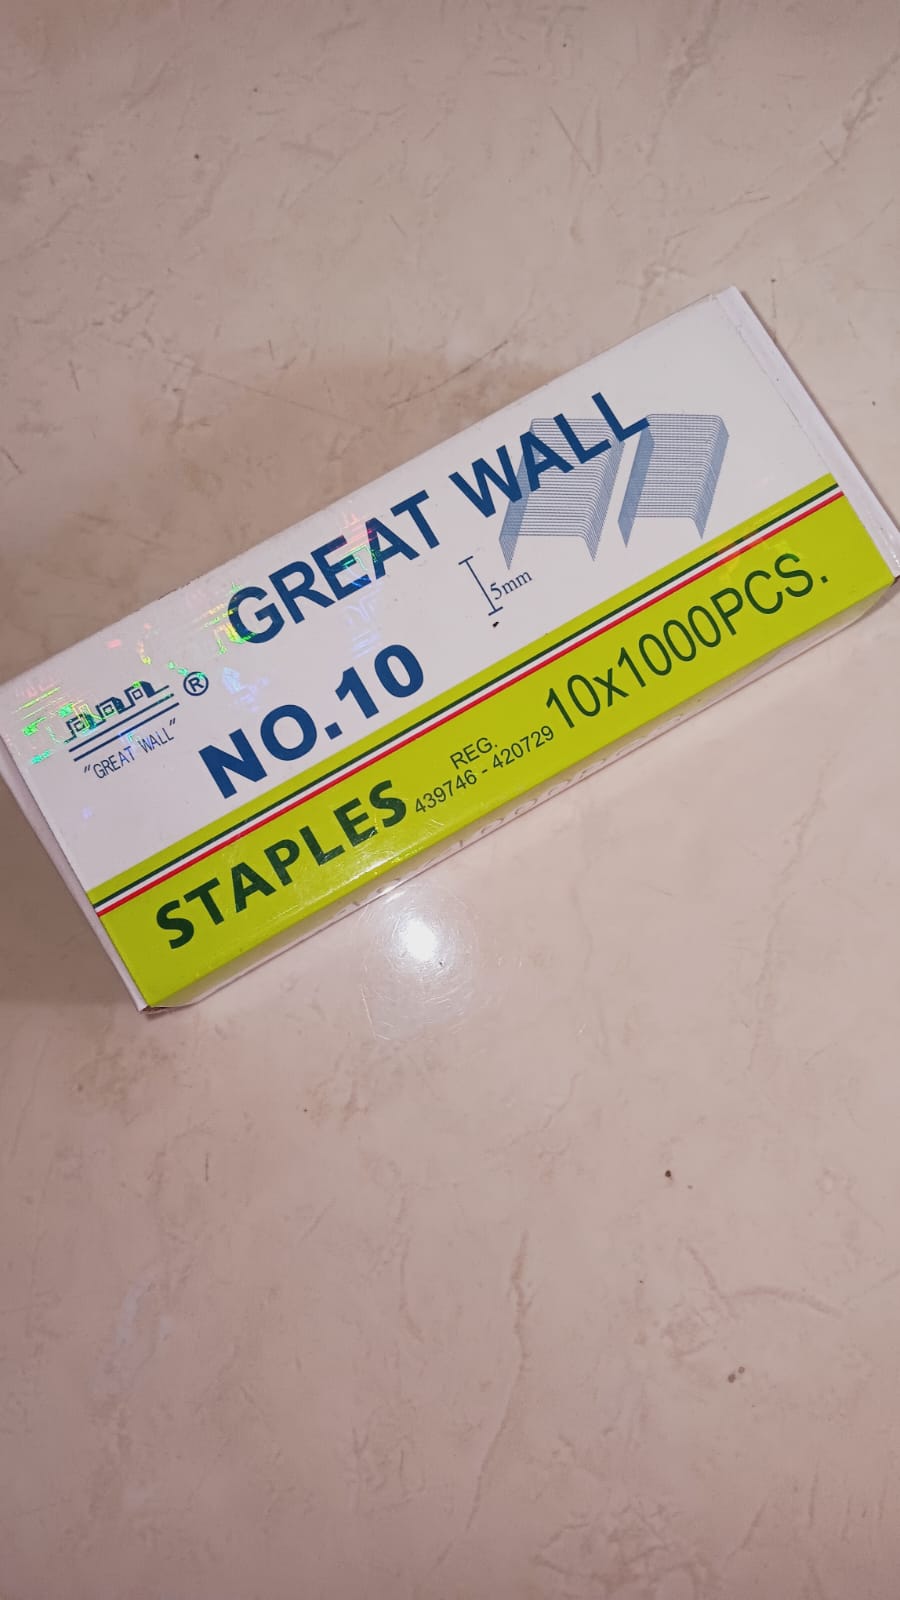 GREAT WALL
®
"GREAT WALL"
NO.10
5mm
STAPLES
REG.
439746 - 420729
10x1000PCS.